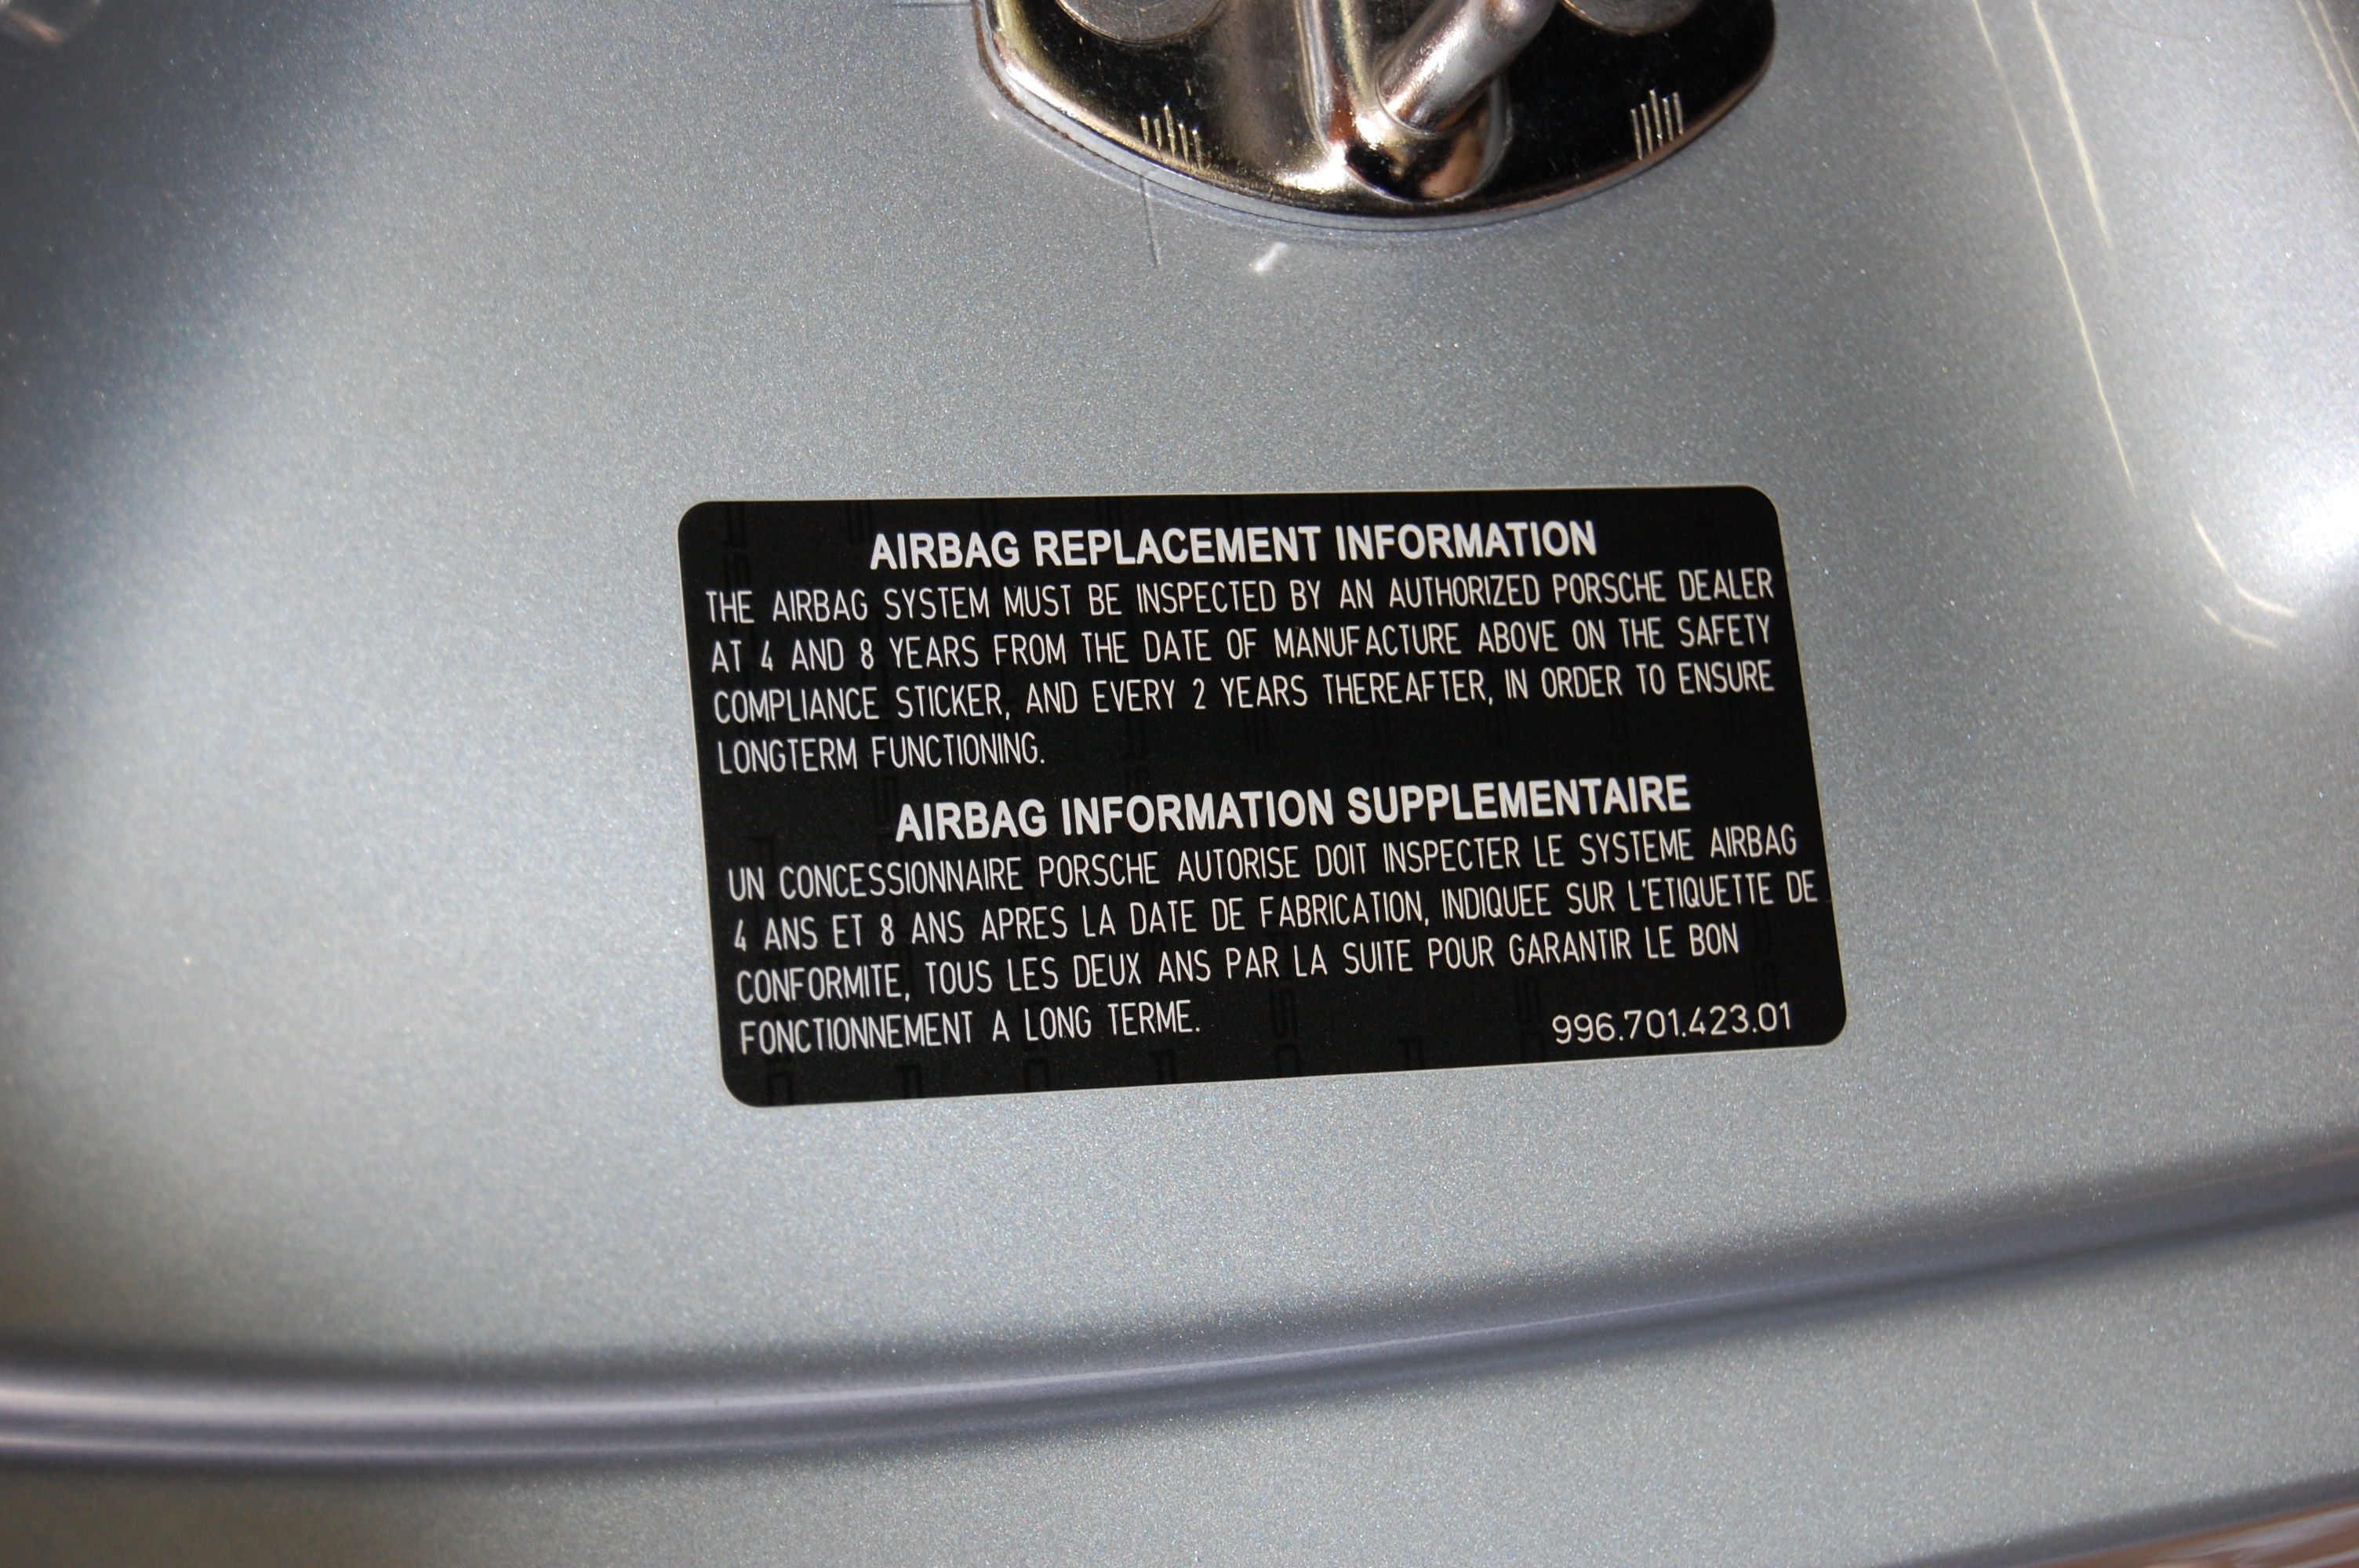 AIRBAG REPLACEMENT INFORMATION
THE AIRBAG SYSTEM MUST BE INSPECTED BY AN AUTHORIZED PORSCHE DEALER
AT 4 AND 8 YEARS FROM THE DATE OF MANUFACTURE ABOVE ON THE SAFETY
COMPLIANCE STICKER, AND EVERY 2 YEARS THEREAFTER, IN ORDER TO ENSURE
LONGTERM FUNCTIONING.
AIRBAG INFORMATION SUPPLEMENTAIRE
UN CONCESSIONNAIRE PORSCHE AUTORISE DOIT INSPECTER LE SYSTEME AIRBAG
4 ANS ET 8 ANS APRES LA DATE DE FABRICATION, INDIQUEE SUR L'ETIQUETTE DE
CONFORMITE, TOUS LES DEUX ANS PAR LA SUITE POUR GARANTIR LE BON
FONCTIONNEMENT A LONG TERME.
996.701.423.01